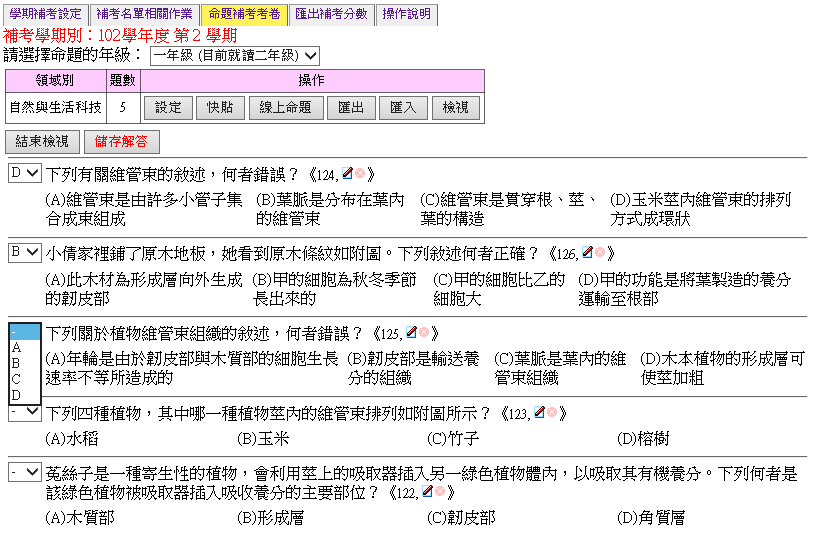 學期補考設定 補考名單相關作業 命題補考考卷 匯出補考分數 操作說明
補考學期別：102學年度 第 2 學期
請選擇命題的年級： 一年級 (目前就讀二年級)
領域別 題數 操作
自然與生活科技 5 設定 快貼 線上命題 匯出 匯入 檢視
結束檢視 儲存解答
D 下列有關維管束的敘述，何者錯誤？《124, 》
(A)維管束是由許多小管子集合成束組成 (B)葉脈是分布在葉內的維管束 (C)維管束是貫穿根、莖、葉的構造 (D)玉米莖內維管束的排列方式成環狀
B 小倩家裡鋪了原木地板，她看到原木條紋如附圖。下列敘述何者正確？《126, 》
(A)此木材為形成層向外生成的韌皮部 (B)甲的細胞為秋冬季節長出來的 (C)甲的細胞比乙的細胞大 (D)甲的功能是將葉製造的養分運輸至根部
- 下列關於植物維管束組織的敘述，何者錯誤？《125, 》
A
B
C
D
(A)年輪是由於韌皮部與木質部的細胞生長速率不等所造成的 (B)韌皮部是輸送養分的組織 (C)葉脈是葉內的維管束組織 (D)木本植物的形成層可使莖加粗
- 下列四種植物，其中哪一種植物莖內的維管束排列如附圖所示？《123, 》
(A)水稻 (B)玉米 (C)竹子 (D)榕樹
- 菟絲子是一種寄生性的植物，會利用莖上的吸取器插入另一綠色植物體內，以吸取其有機養分。下列何者是
該綠色植物被吸取器插入吸收養分的主要部位？《122, 》
(A)木質部 (B)形成層 (C)韌皮部 (D)角質層